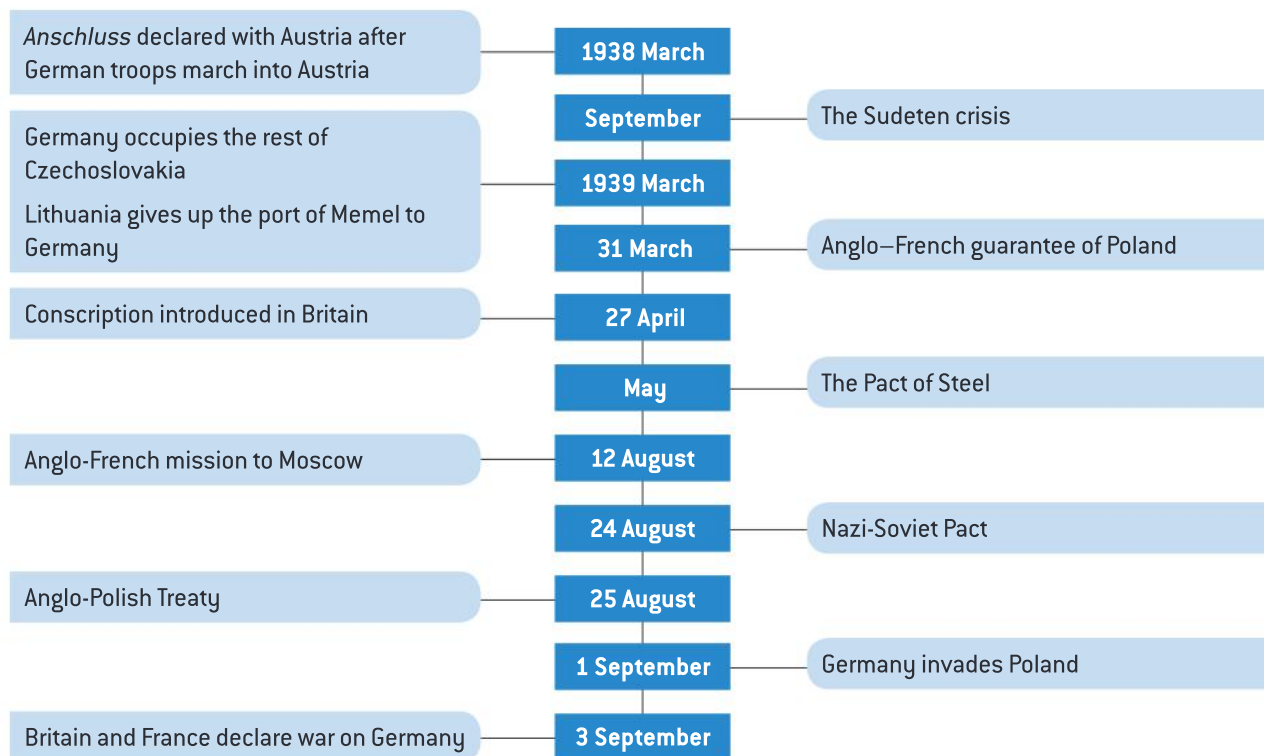 Anschluss declared with Austria after
German troops march into Austria
1938 March
September
The Sudeten crisis
Germany occupies the rest of
Czechoslovakia
Lithuania gives up the port of Memel to
Germany
1939 March
31 March
Anglo–French guarantee of Poland
Conscription introduced in Britain
27 April
May
The Pact of Steel
Anglo-French mission to Moscow
12 August
24 August
Nazi-Soviet Pact
Anglo-Polish Treaty
25 August
1 September
Germany invades Poland
Britain and France declare war on Germany
3 September